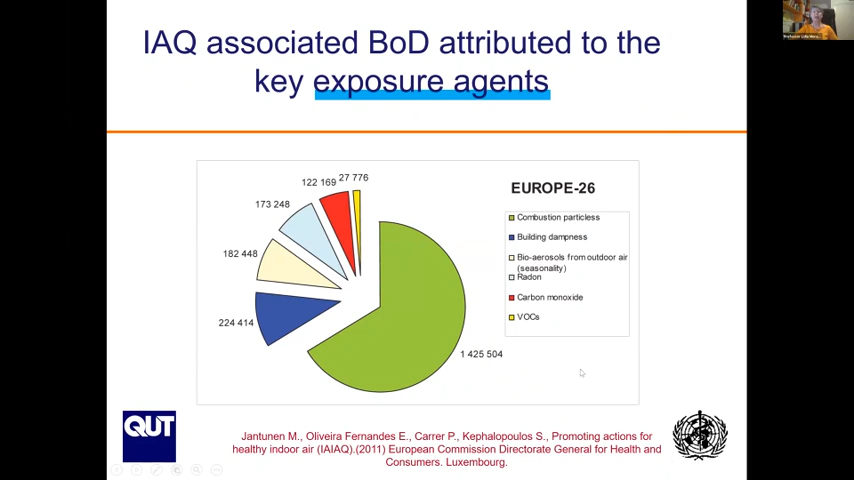 IAQ associated BoD attributed to the
key exposure agents
EUROPE-26
122 169
27 776
173 248
182 448
224 414
1 425 504
Combustion particless
Building dampness
Bio-aerosols from outdoor air
(seasonality)
Radon
Carbon monoxide
VOCs
QUT
Jantunen M., Oliveira Fernandes E., Carrer P., Kephalopoulos S., Promoting actions for
healthy indoor air (IAIAQ).(2011) European Commission Directorate General for Health and
Consumers. Luxembourg.